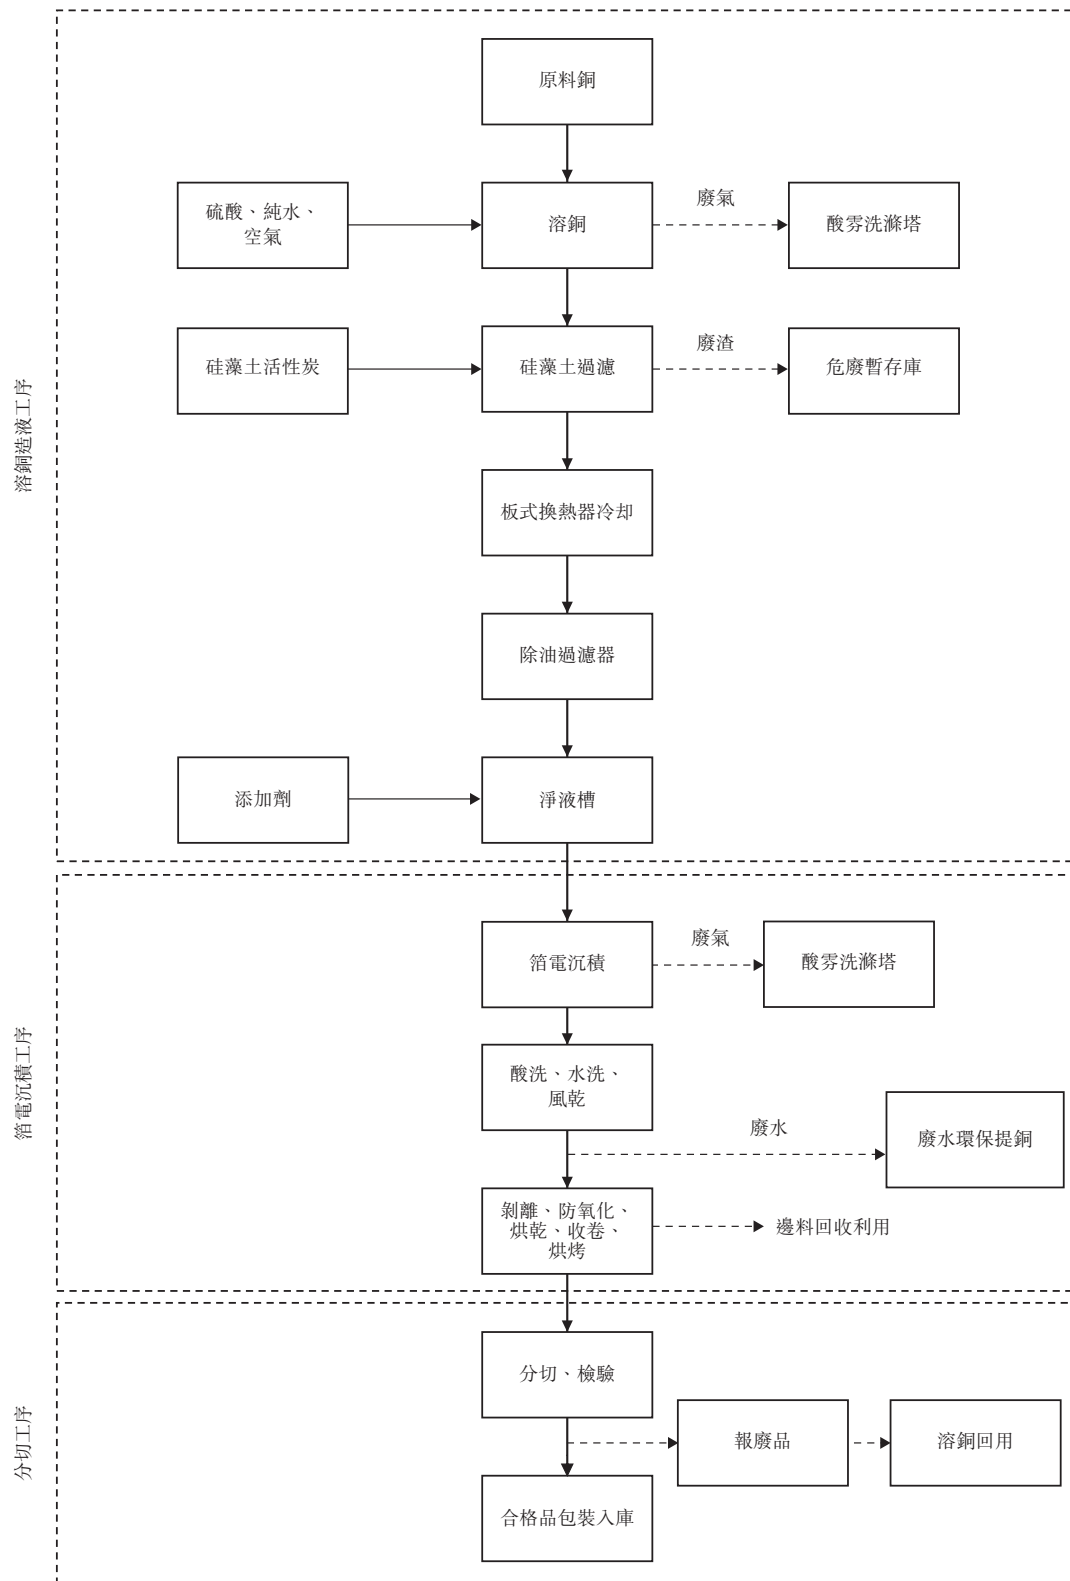 溶銅造液工序
原料銅
硫酸、純水、
空氣
溶銅
廢氣
酸雰洗滌塔
硅藻土活性炭
硅藻土過濾
廢渣
危廢暫存庫
板式換熱器冷却
除油過濾器
添加劑
淨液槽
箔電沉積工序
箔電沉積
廢氣
酸雰洗滌塔
酸洗、水洗、
風乾
廢水
廢水環保提銅
剝離、防氧化、
烘乾、收卷、
烘烤
邊料回收利用
分切工序
分切、檢驗
報廢品
溶銅回用
合格品包裝入庫